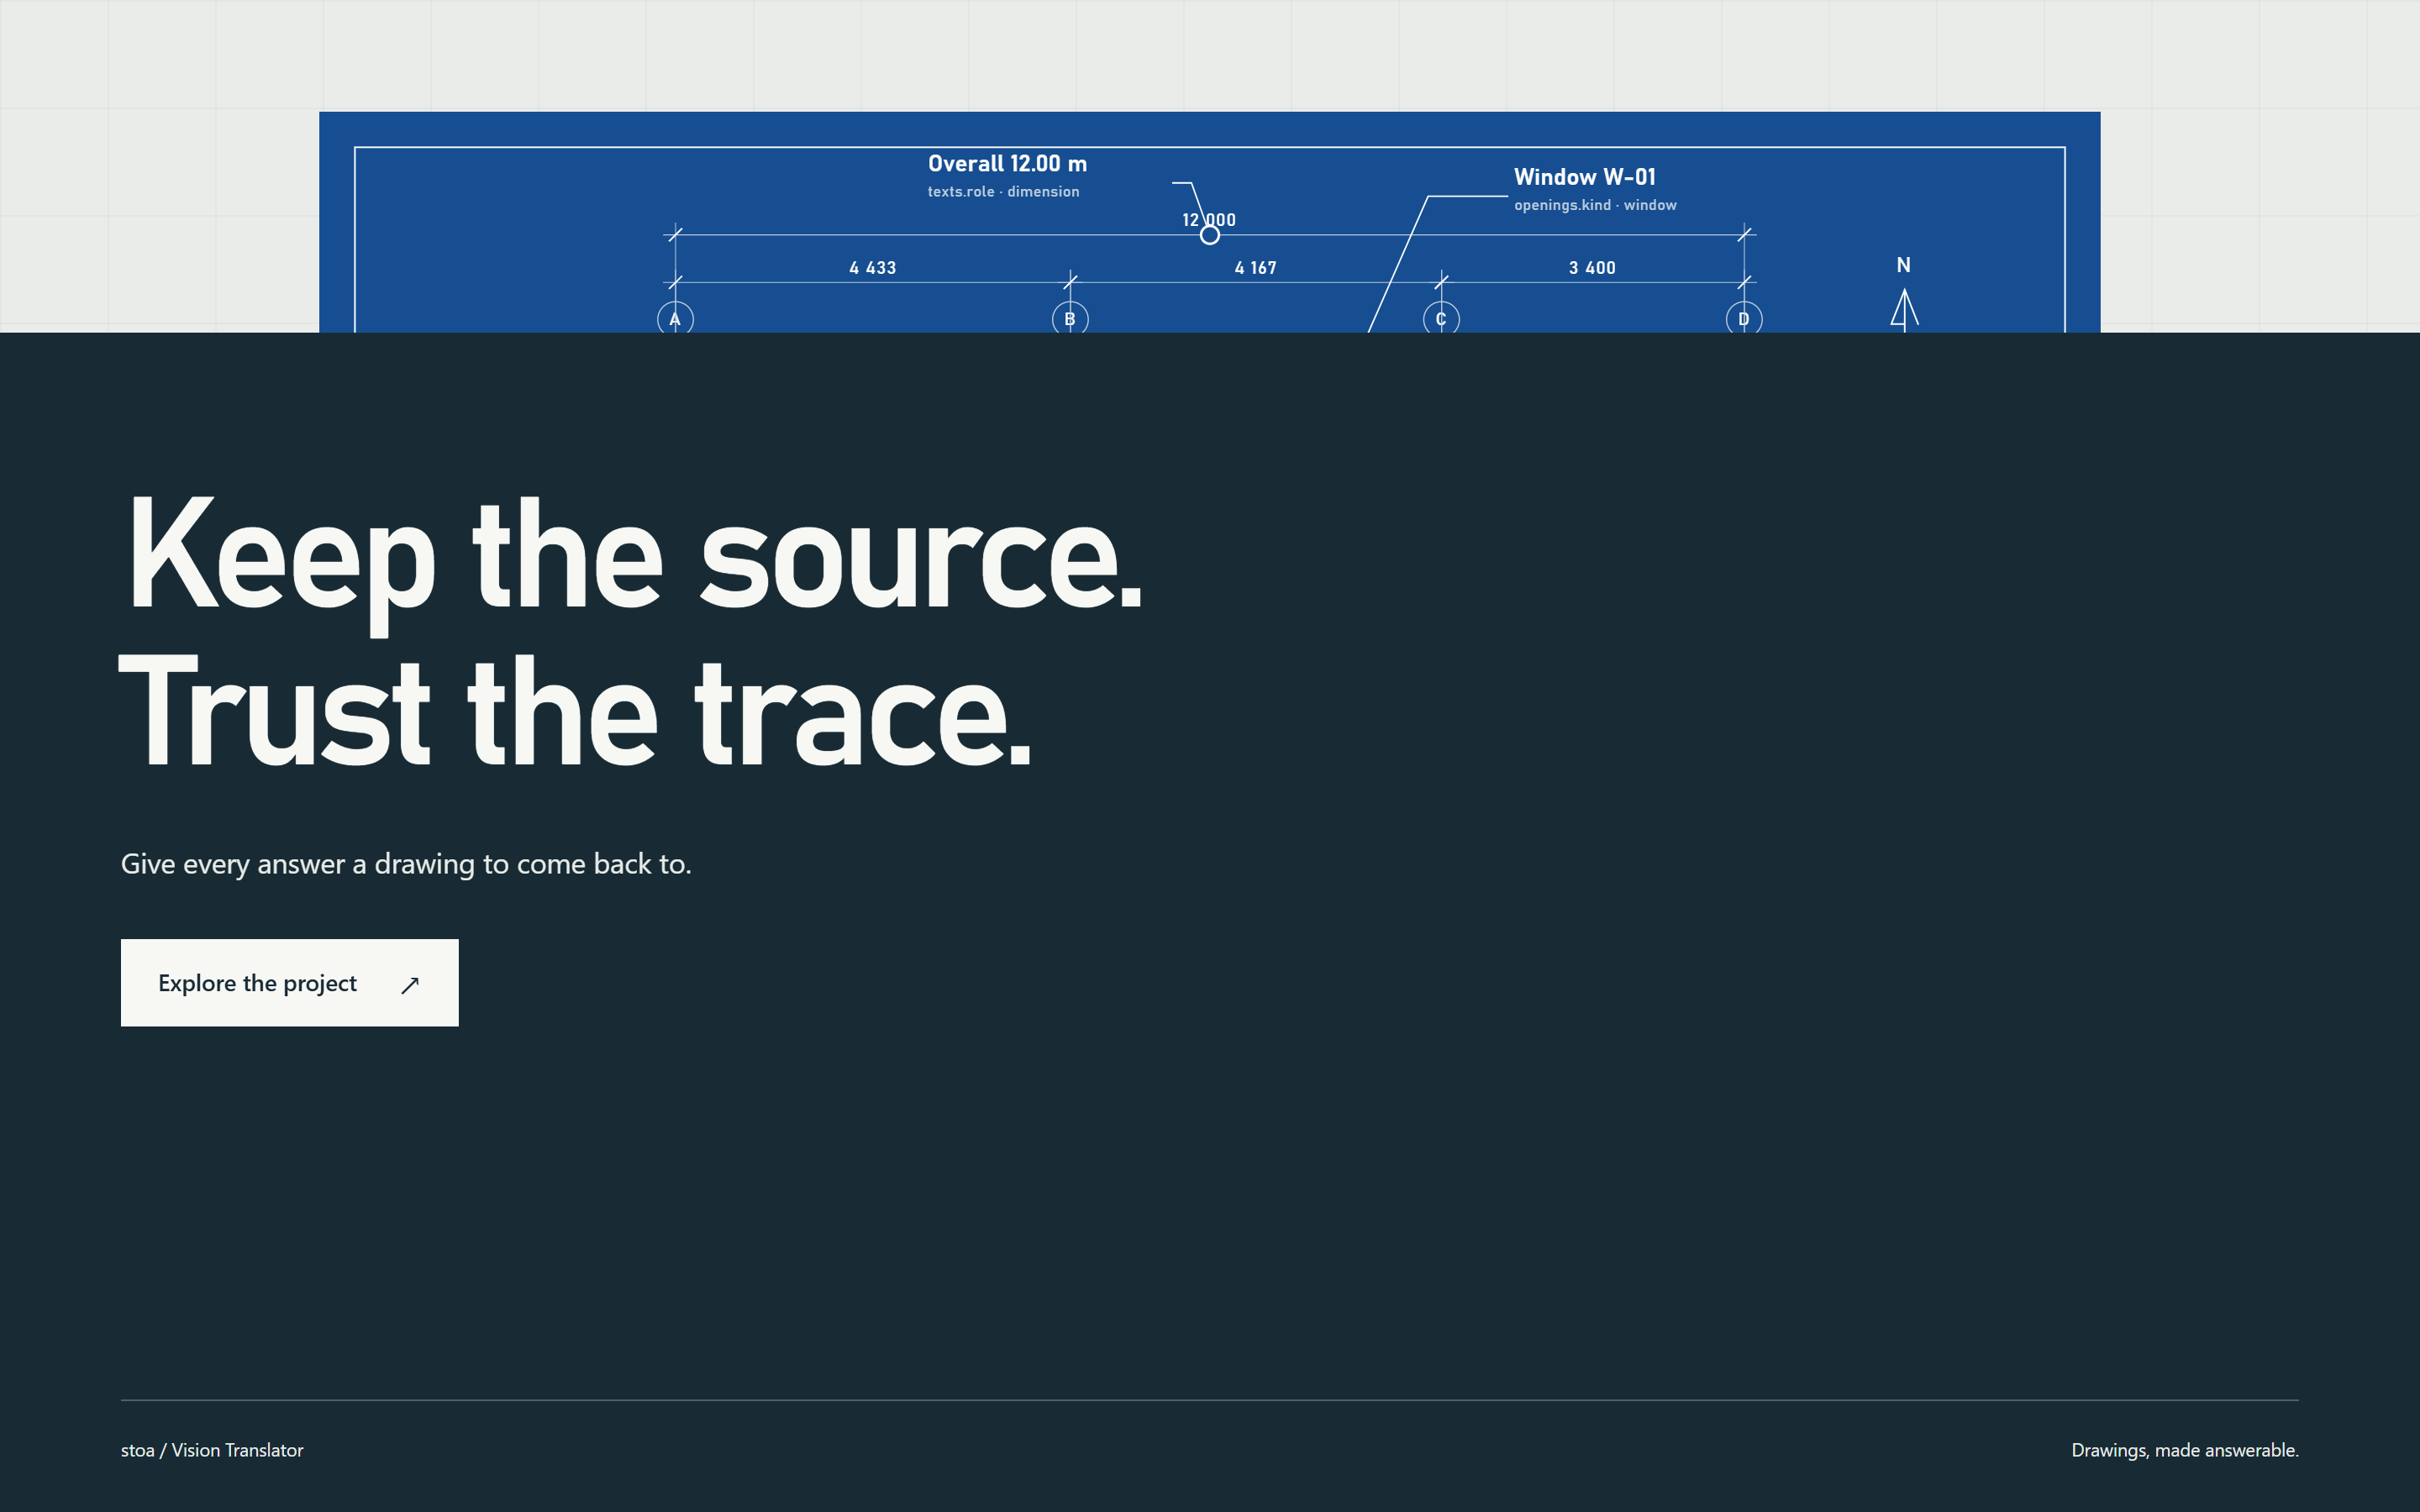 Overall 12.00 m
texts.role · dimension
Window W-01
openings.kind · window
12 000
4 433
4 167
3 400
N
A
B
C
D
Keep the source.
Trust the trace.
Give every answer a drawing to come back to.
Explore the project ↗
stoa / Vision Translator
Drawings, made answerable.